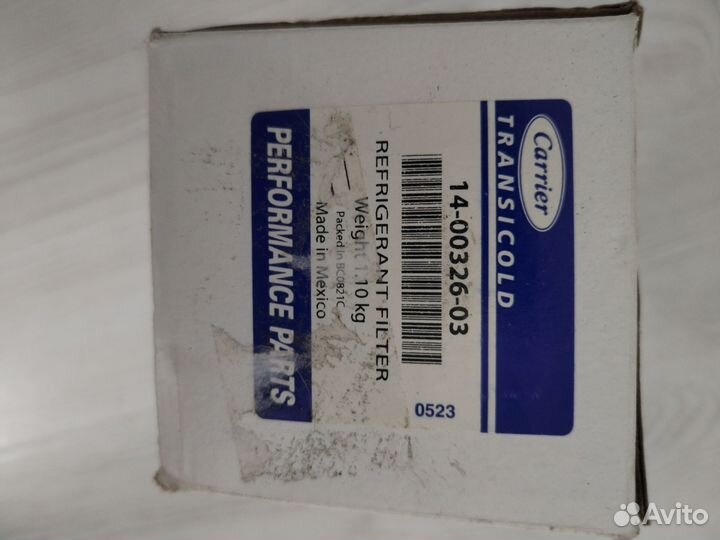 Carrier
TRANSICOLD
14-00326-03
REFRIGERANT FILTER
Weight 1.10 kg
Packed in BC0821C
Made in Mexico
0523
PERFORMANCE PARTS
Avito